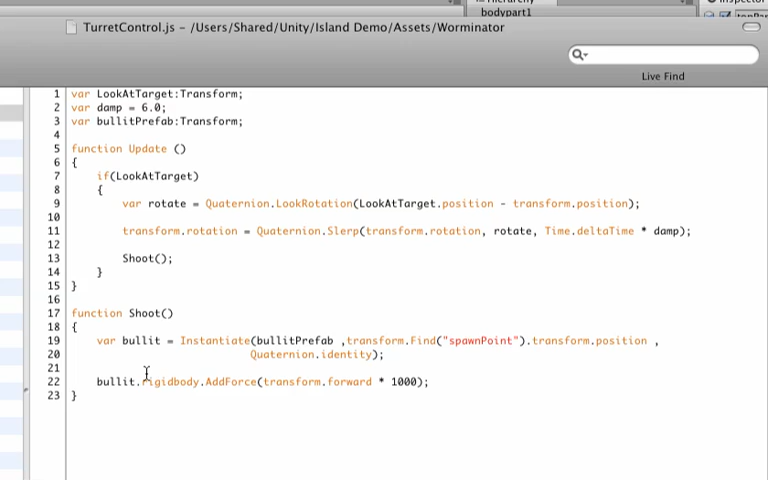 bodypart1
TurretControl.js – /Users/Shared/Unity/Island Demo/Assets/Worminator
Live Find
1 var LookAtTarget:Transform;
2 var damp = 6.0;
3 var bullitPrefab:Transform;
4
5 function Update ()
6 {
7 if(LookAtTarget)
8 {
9 var rotate = Quaternion.LookRotation(LookAtTarget.position - transform.position);
10
11 transform.rotation = Quaternion.Slerp(transform.rotation, rotate, Time.deltaTime * damp);
12
13 Shoot();
14 }
15 }
16
17 function Shoot()
18 {
19 var bullit = Instantiate(bullitPrefab ,transform.Find("spawnPoint").transform.position ,
20 Quaternion.identity);
21
22 bullit.rigidbody.AddForce(transform.forward * 1000);
23 }